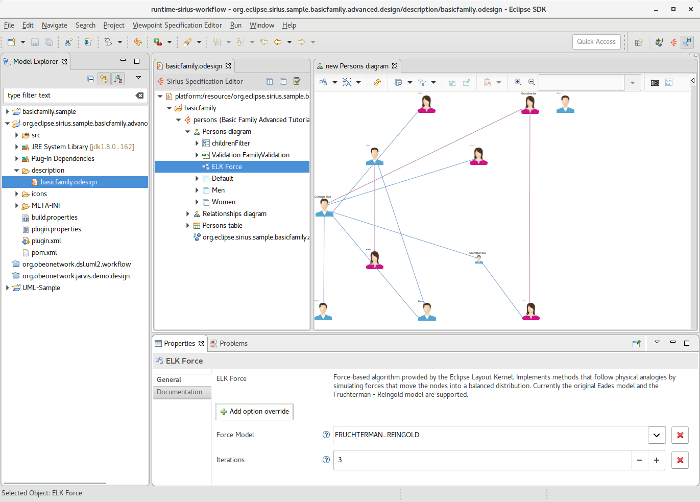 runtime-sirius-workflow - org.eclipse.sirius.sample.basicfamily.advanced.design/description/basicfamily.odesign - Eclipse SDK
File Edit Navigate Search Project Viewpoint Specification Editor Run Window Help
Quick Access
Model Explorer
type filter text
basicfamily.sample
org.eclipse.sirius.sample.basicfamily.advanc
src
JRE System Library [jdk1.8.0_162]
Plug-in Dependencies
description
basicfamily.odesign
icons
META-INF
build.properties
plugin.properties
plugin.xml
pom.xml
org.obeonetwork.dsl.uml2.workflow
org.obeonetwork.jarvis.demo.design
UML-Sample
basicfamily.odesign
Sirius Specification Editor
platform:/resource/org.eclipse.sirius.sample.b
basicfamily
persons (Basic Family Advanced Tutoria
Persons diagram
childrenFilter
Validation FamilyValidation
ELK Force
Default
Men
Women
Relationships diagram
Persons table
org.eclipse.sirius.sample.basicfamily.a
new Persons diagram
Properties
Problems
ELK Force
General
Documentation
ELK Force
Force-based algorithm provided by the Eclipse Layout Kernel. Implements methods that follow physical analogies by
simulating forces that move the nodes into a balanced distribution. Currently the original Eades model and the
Fruchterman - Reingold model are supported.
Add option override
Force Model
FRUCHTERMAN_REINGOLD
Iterations
3
Selected Object: ELK Force